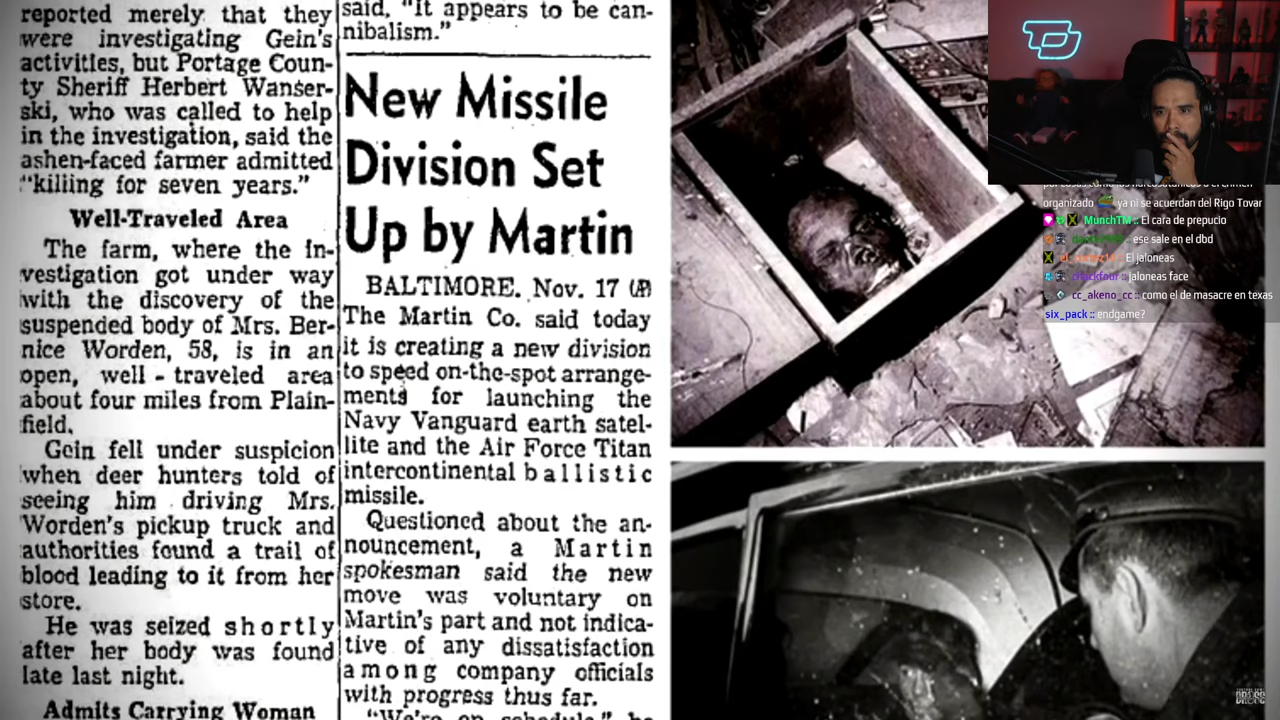 reported merely that they
were investigating Gein's
activities, but Portage Coun-
ty Sheriff Herbert Wanser-
ski, who was called to help
in the investigation, said the
ashen-faced farmer admitted
"killing for seven years."
Well-Traveled Area
The farm, where the in-
vestigation got under way
with the discovery of the
suspended body of Mrs. Ber-
nice Worden, 58, is in an
open, well - traveled area
about four miles from Plain-
field.
Gein fell under suspicion
when deer hunters told of
seeing him driving Mrs.
Worden's pickup truck and
authorities found a trail of
blood leading to it from her
store.
He was seized shortly
after her body was found
late last night.
Admits Carrying Woman
said, "It appears to be can-
nibalism."
New Missile
Division Set
Up by Martin
BALTIMORE. Nov. 17 (AP)
The Martin Co. said today
it is creating a new division
to speed on-the-spot arrange-
ments for launching the
Navy Vanguard earth satel-
lite and the Air Force Titan
intercontinental ballistic
missile.
Questioned about the an-
nouncement, a Martin
spokesman said the new
move was voluntary on
Martin's part and not indica-
tive of any dissatisfaction
among company officials
with progress thus far.
"We're on schedule," he
organizado ya ni se acuerdan del Rigo Tovar
MunchTM :: El cara de prepucio
ese sale en el dbd
El jaloneas
jaloneas face
cc_akeno_cc :: como el de masacre en texas
six_pack :: endgame?